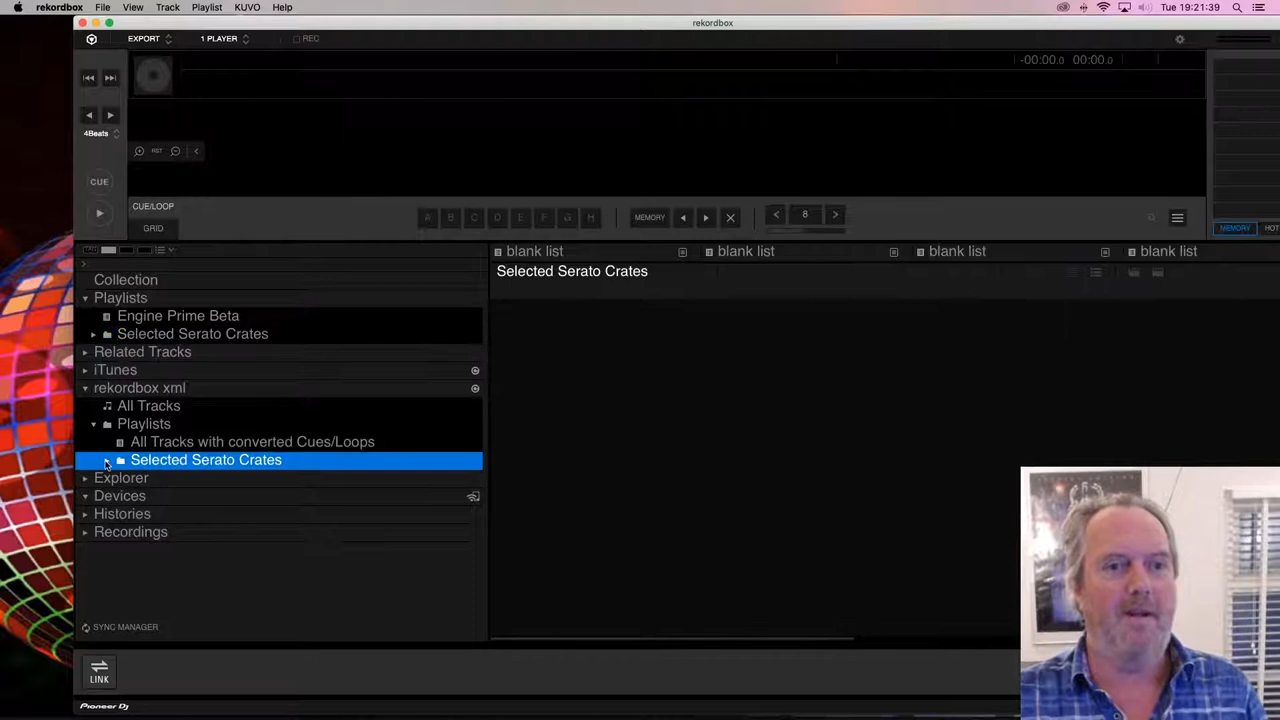 rekordbox File View Track Playlist KUVO Help Tue 19:21:39
rekordbox
EXPORT 1 PLAYER REC
-00:00.0 00:00.0
4Beats
RST
CUE
CUE/LOOP
A B C D E F G H MEMORY 8
GRID
MEMORY HOT
blank list blank list blank list blank list
Selected Serato Crates
Collection
Playlists
Engine Prime Beta
Selected Serato Crates
Related Tracks
iTunes
rekordbox xml
All Tracks
Playlists
All Tracks with converted Cues/Loops
Selected Serato Crates
Explorer
Devices
Histories
Recordings
SYNC MANAGER
LINK
Pioneer Dj